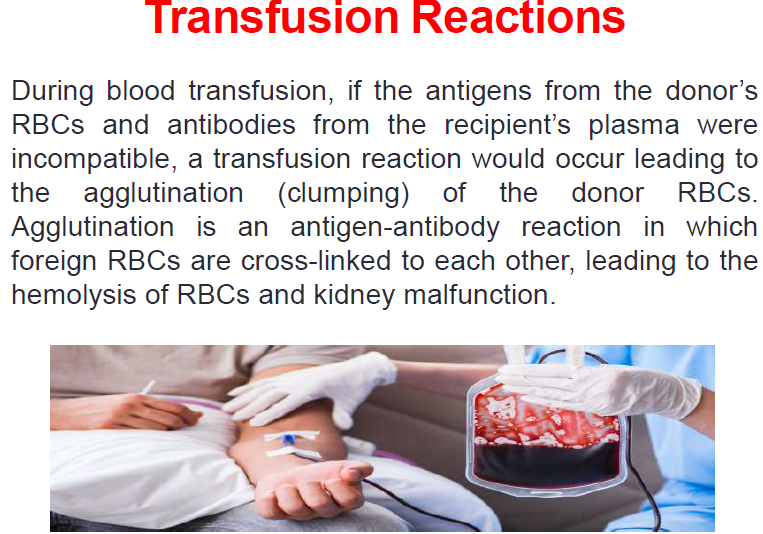 Transfusion Reactions
During blood transfusion, if the antigens from the donor’s
RBCs and antibodies from the recipient’s plasma were
incompatible, a transfusion reaction would occur leading to
the agglutination (clumping) of the donor RBCs.
Agglutination is an antigen-antibody reaction in which
foreign RBCs are cross-linked to each other, leading to the
hemolysis of RBCs and kidney malfunction.